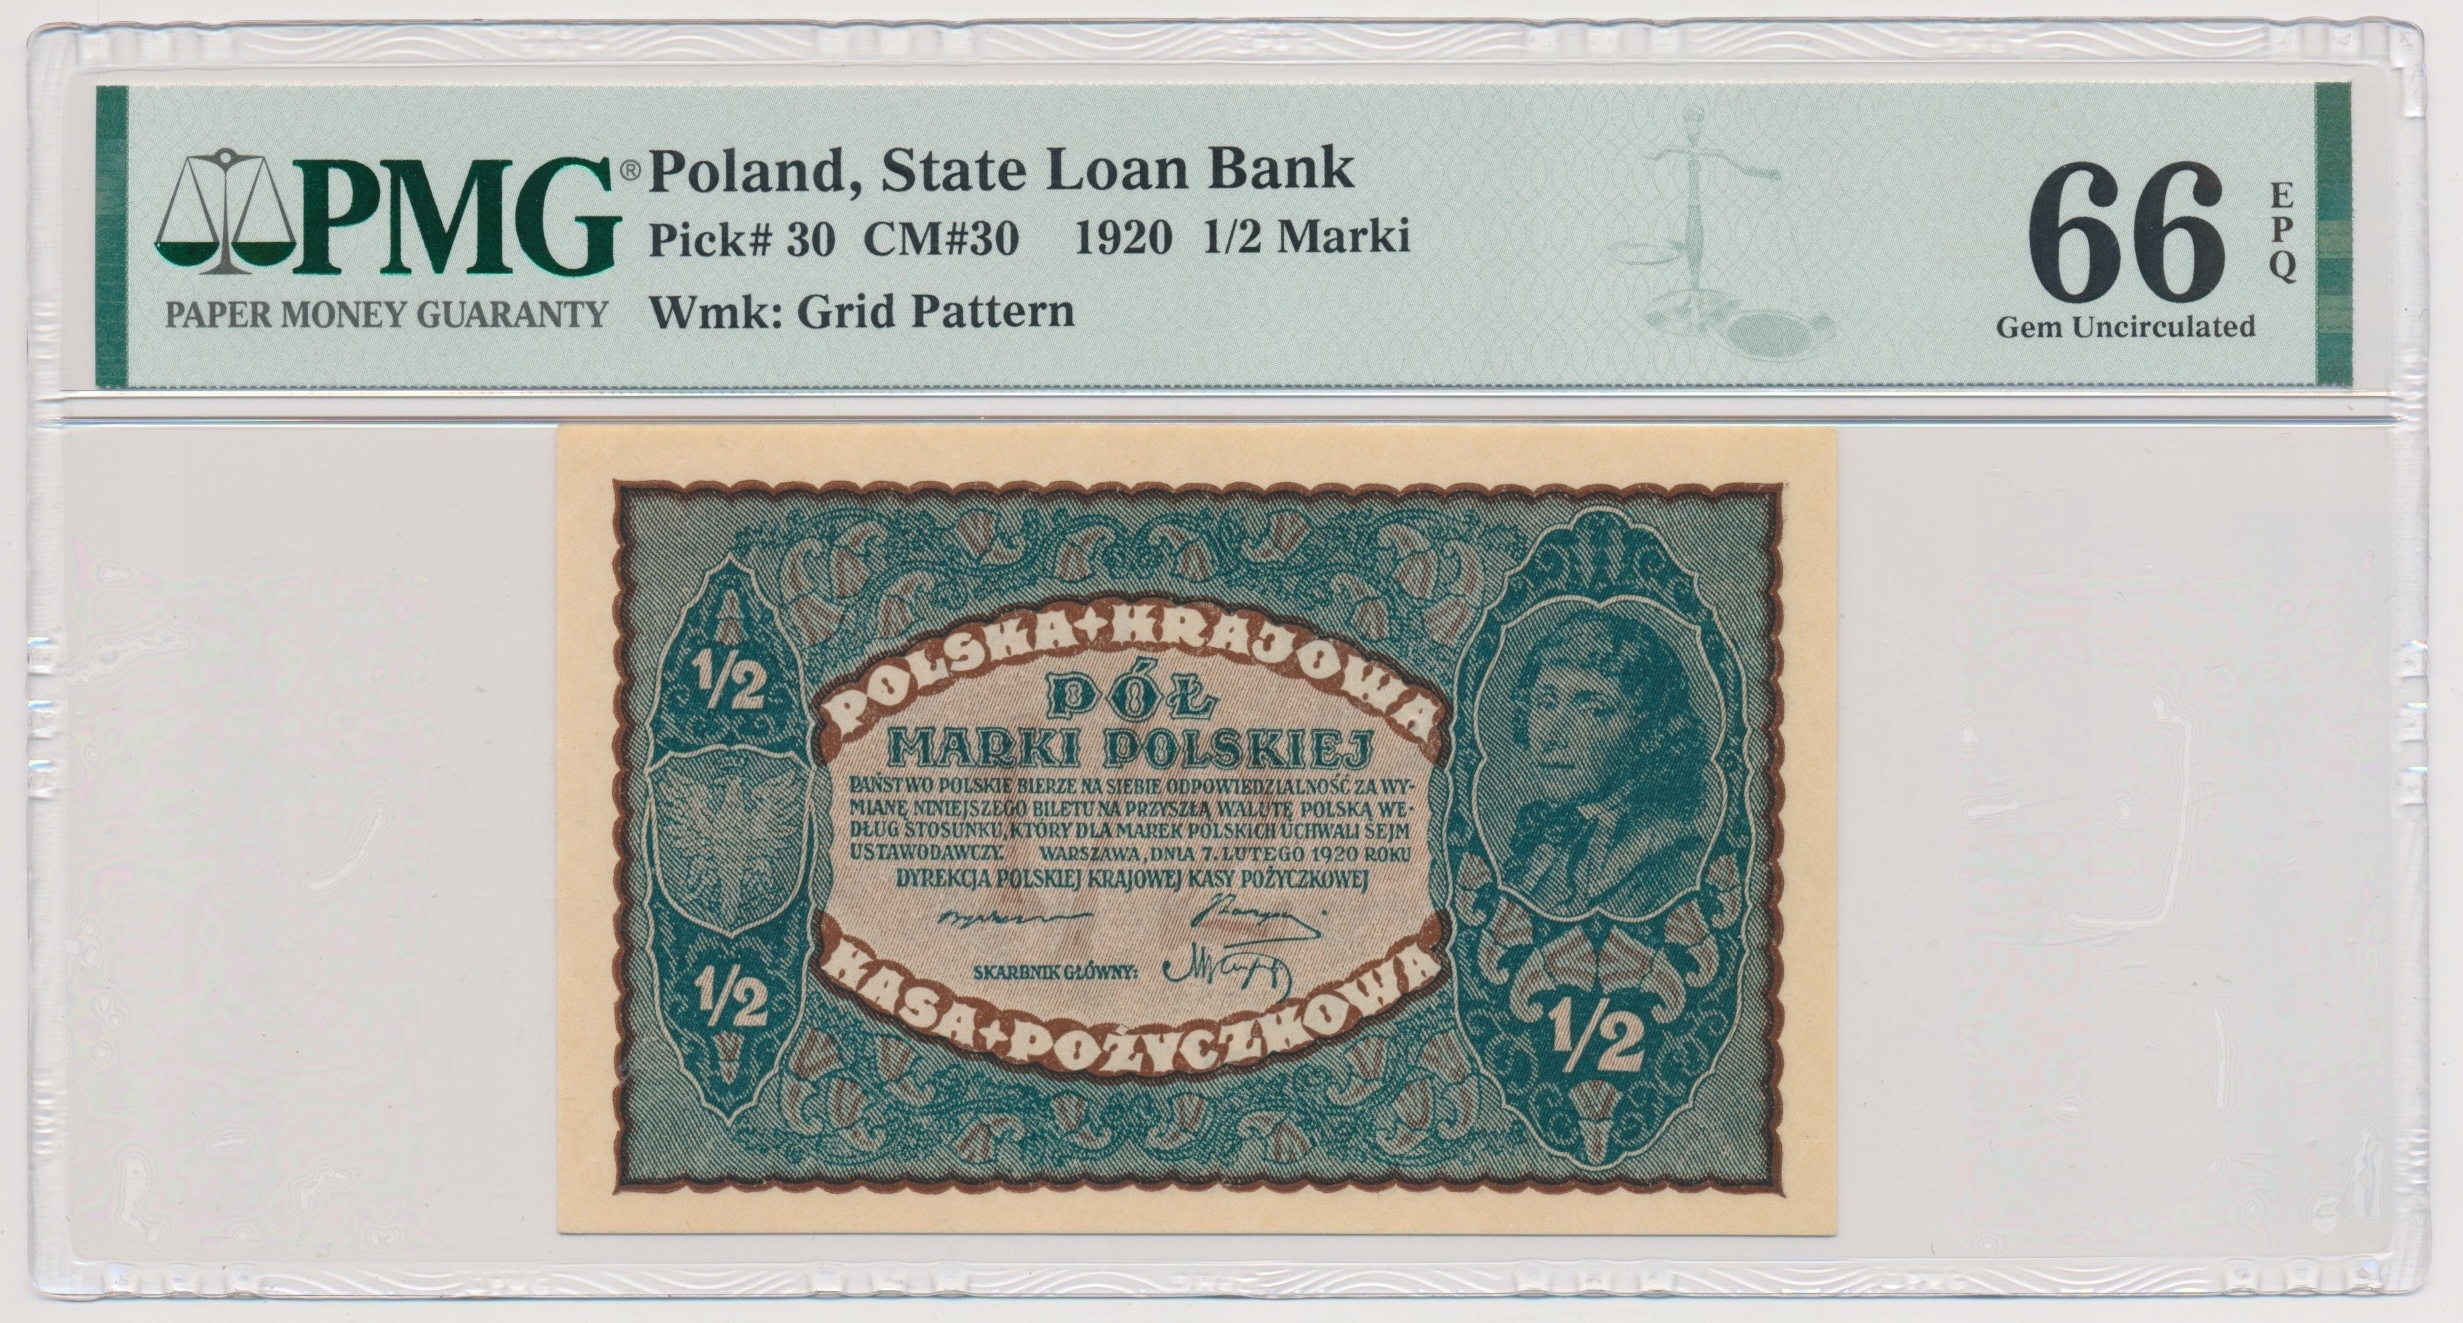 PMG® Poland, State Loan Bank
Pick# 30 CM#30 1920 1/2 Marki
PAPER MONEY GUARANTY Wmk: Grid Pattern
66 EPQ
Gem Uncirculated
POLSKA + KRAJOWA
1/2
PÓŁ
MARKI POLSKIEJ
PAŃSTWO POLSKIE BIERZE NA SIEBIE ODPOWIEDZIALNOŚĆ ZA WY-
MIANĘ NINIEJSZEGO BILETU NA PRZYSZŁĄ WALUTĘ POLSKĄ WE-
DŁUG STOSUNKU, KTÓRY DLA MAREK POLSKICH UCHWALI SEJM
USTAWODAWCZY. WARSZAWA, DNIA 7. LUTEGO 1920 ROKU
DYREKCJA POLSKIEJ KRAJOWEJ KASY POŻYCZKOWEJ
SKARBNIK GŁÓWNY:
1/2
1/2
KASA + POŻYCZKOWA